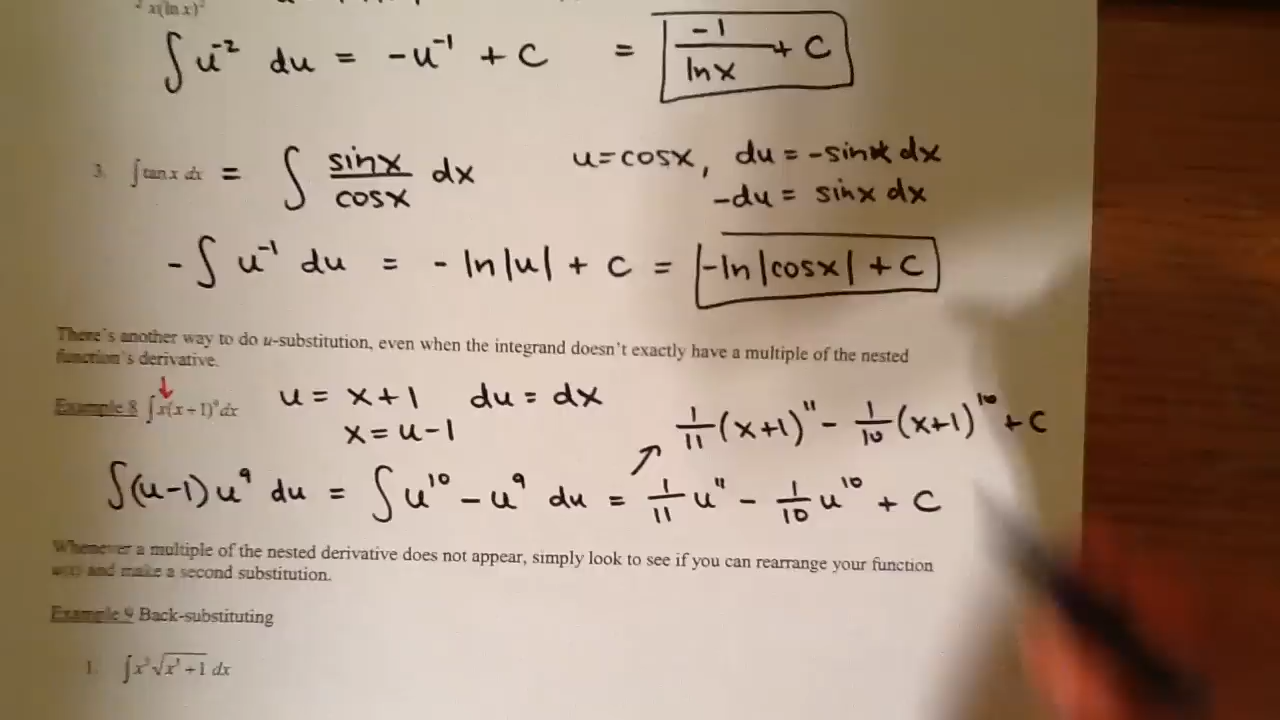 x(ln x)²
∫ u⁻² du = -u⁻¹ + C = -1/lnx + C
3. ∫ tan x dx = ∫ sinx/cosx dx u=cosx, du = -sinx dx
-du = sinx dx
-∫ u⁻¹ du = -ln|u| + C = -ln|cosx| + C
There's another way to do u-substitution, even when the integrand doesn't exactly have a multiple of the nested
function's derivative.
Example 8 ∫ x(x+1)⁹ dx u = x+1 du = dx
x = u-1
1/11 (x+1)¹¹ - 1/10 (x+1)¹⁰ + C
∫(u-1)u⁹ du = ∫ u¹⁰ - u⁹ du = 1/11 u¹¹ - 1/10 u¹⁰ + C
Whenever a multiple of the nested derivative does not appear, simply look to see if you can rearrange your function
u(x) and make a second substitution.
Example 9 Back-substituting
1. ∫
dx